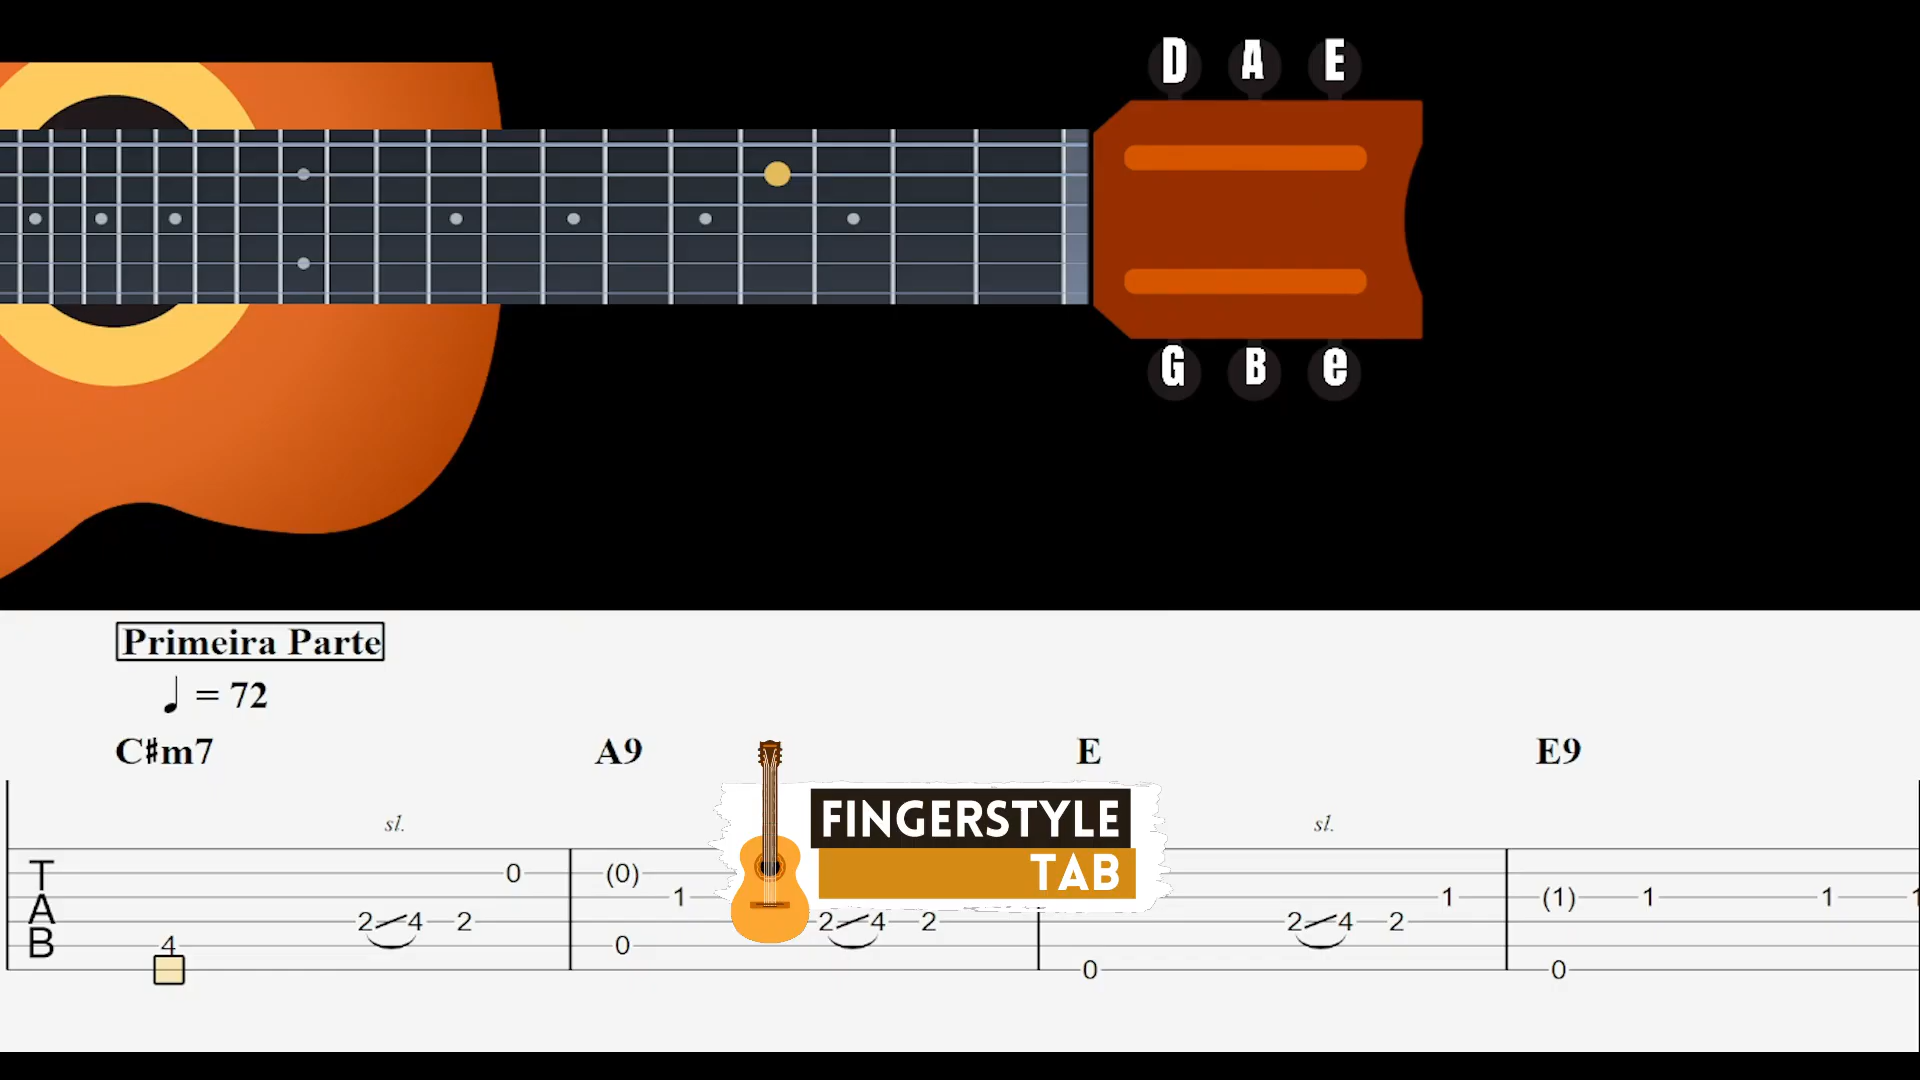 D A E
G B e
Primeira Parte
♩ = 72
C♯m7 A9 E E9
sl. sl.
FINGERSTYLE
TAB
T
A
B
0 (0)
1 1 (1) 1 1 1
2 4 2 2 4 2 2 4 2
4 0
0 0